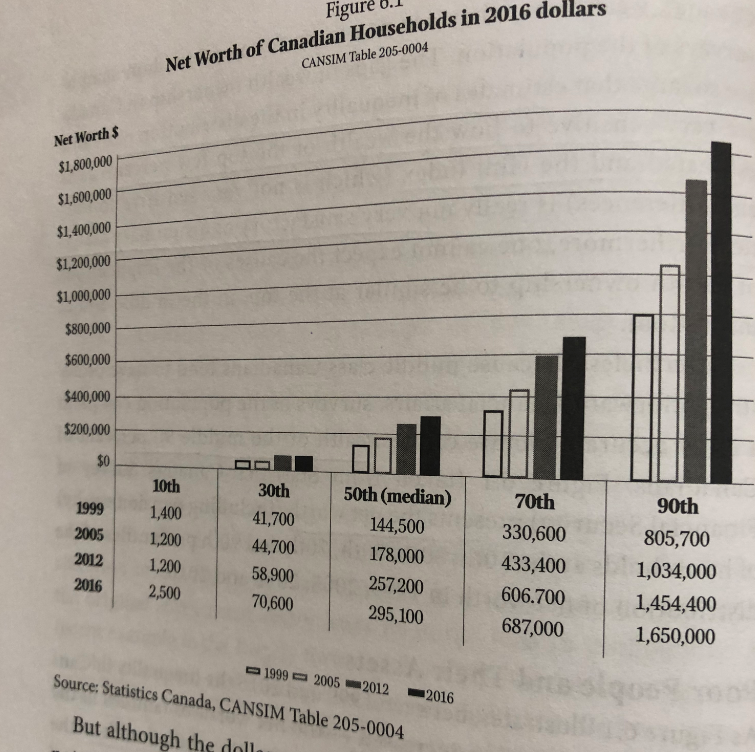 Figure 6.1
Net Worth of Canadian Households in 2016 dollars
CANSIM Table 205-0004
Net Worth $
$1,800,000
$1,600,000
$1,400,000
$1,200,000
$1,000,000
$800,000
$600,000
$400,000
$200,000
$0
10th 30th 50th (median) 70th 90th
1999 1,400 41,700 144,500 330,600 805,700
2005 1,200 44,700 178,000 433,400 1,034,000
2012 1,200 58,900 257,200 606.700 1,454,400
2016 2,500 70,600 295,100 687,000 1,650,000
1999 2005 2012 2016
Source: Statistics Canada, CANSIM Table 205-0004
But although the